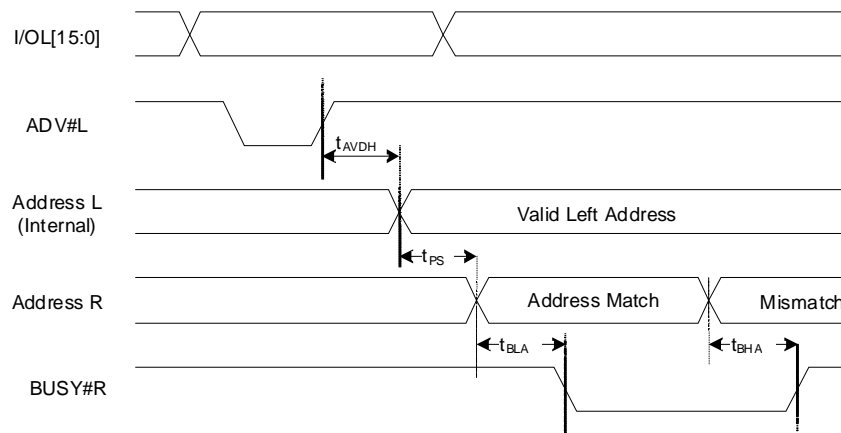 I/OL[15:0]
ADV#L
tAVDH
Address L
(Internal)
Valid Left Address
tPS
Address R
Address Match
Mismatch
tBLA
tBHA
BUSY#R